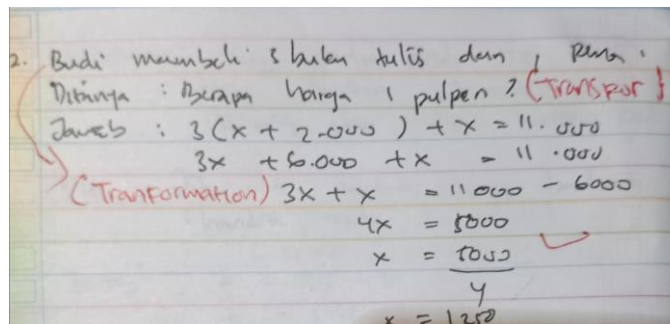 2. Budi membeli 3 buku tulis dan 1 pena.
Ditanya : Berapa harga 1 pulpen ? (Transfor)
Jawab : 3(x + 2.000) + x = 11.000
3x + 6.000 + x = 11.000
(Tranformation) 3x + x = 11000 - 6000
4x = 5000
x = 5000
4
x = 1250